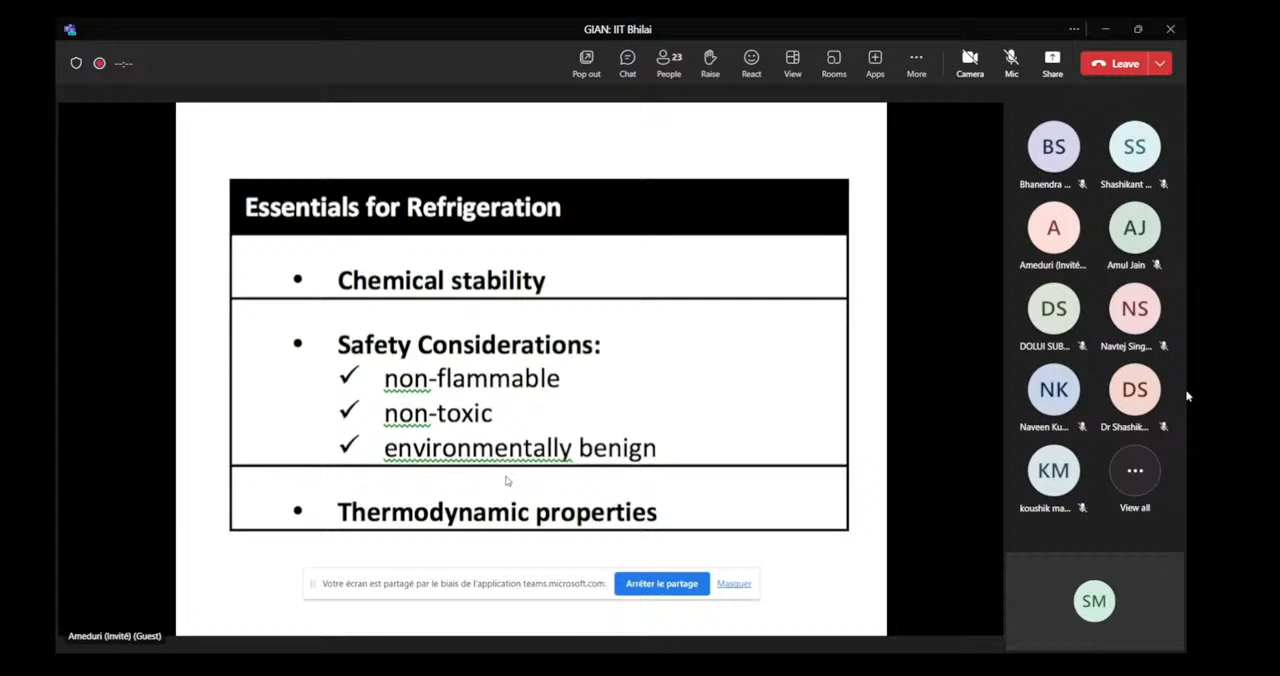 GIAN: IIT Bhilai
--:--
Pop out
Chat
23
People
Raise
React
View
Rooms
Apps
More
Camera
Mic
Share
Leave
Essentials for Refrigeration
• Chemical stability
• Safety Considerations:
✓ non-flammable
✓ non-toxic
✓ environmentally benign
• Thermodynamic properties
Votre écran est partagé par le biais de l'application teams.microsoft.com.
Arrêter le partage
Masquer
Ameduri (Invité) (Guest)
BS
Bhanendra ...
SS
Shashikant ...
A
Ameduri (Invité...
AJ
Amul Jain
DS
DOLUI SUB...
NS
Navtej Sing...
NK
Naveen Ku...
DS
Dr Shashik...
KM
koushik ma...
View all
SM